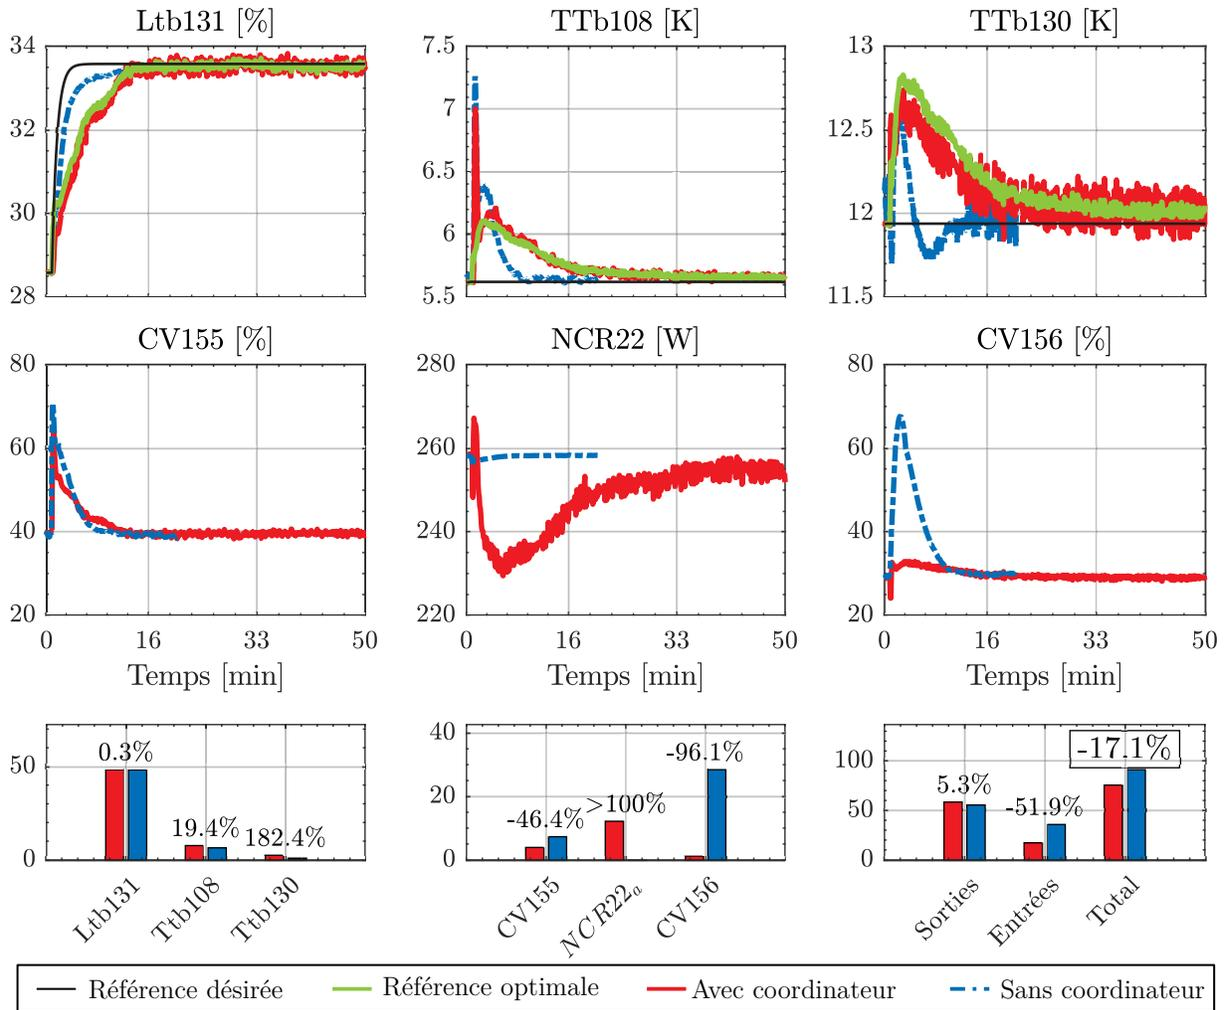 Ltb131 [%] TTb108 [K] TTb130 [K]
34 7.5 13
32 7 12.5
6.5
30 6 12
28 5.5 11.5
CV155 [%] NCR22 [W] CV156 [%]
80 280 80
60 260 60
40 240 40
20 220 20
0 16 33 50 0 16 33 50 0 16 33 50
Temps [min] Temps [min] Temps [min]
50 0.3% 19.4% 182.4% 0
40 20 0 -46.4% >100% -96.1%
100 50 0 5.3% -51.9% -17.1%
Ltb131 Ttb108 Ttb130 CV155 NCR22a CV156 Sorties Entrées Total
Référence désirée Référence optimale Avec coordinateur Sans coordinateur